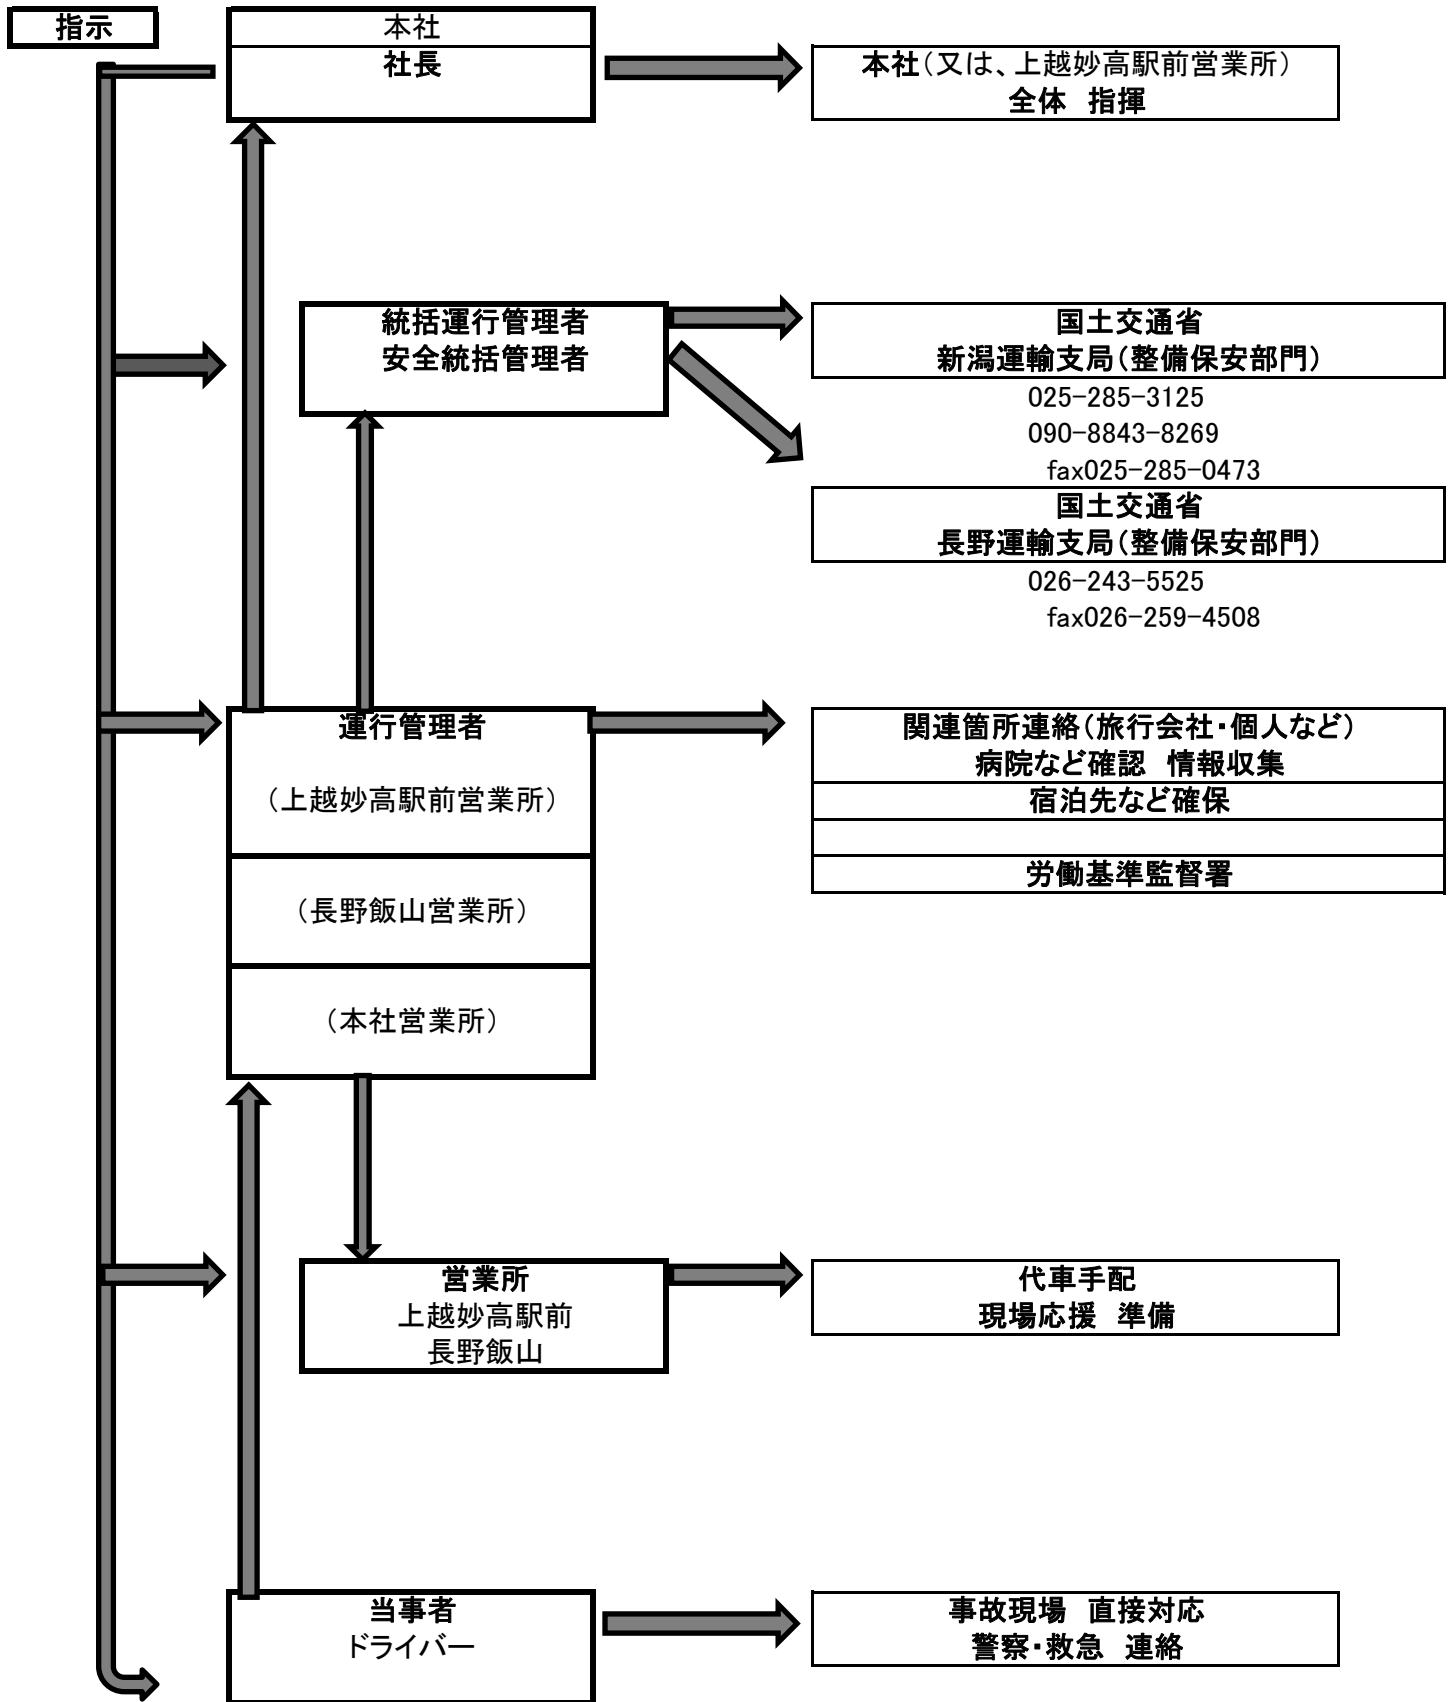 指示
本社
社長
本社（又は、上越妙高駅前営業所）
全体　指揮
統括運行管理者
安全統括管理者
国土交通省
新潟運輸支局（整備保安部門）
025-285-3125
090-8843-8269
fax025-285-0473
国土交通省
長野運輸支局（整備保安部門）
026-243-5525
fax026-259-4508
運行管理者
（上越妙高駅前営業所）
（長野飯山営業所）
（本社営業所）
関連箇所連絡（旅行会社・個人など）
病院など確認　情報収集
宿泊先など確保
労働基準監督署
営業所
上越妙高駅前
長野飯山
代車手配
現場応援　準備
当事者
ドライバー
事故現場　直接対応
警察・救急　連絡